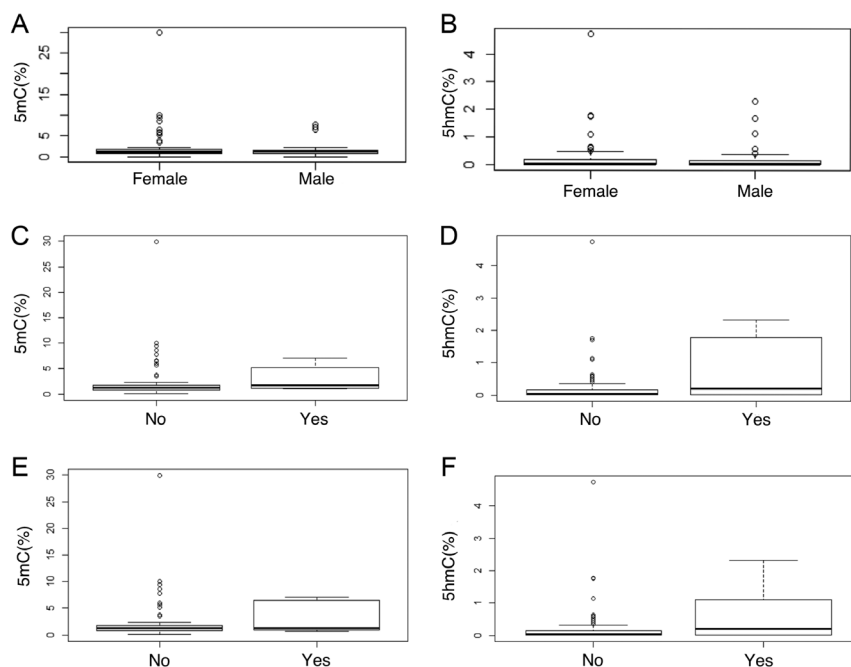 A
5mC(%)
25
15
5
0
Female
Male
B
5hmC(%)
4
3
2
1
0
Female
Male
C
5mC(%)
30
25
20
15
10
5
0
No
Yes
D
5hmC(%)
4
3
2
1
0
No
Yes
E
5mC(%)
30
25
20
15
10
5
0
No
Yes
F
5hmC(%)
4
3
2
1
0
No
Yes